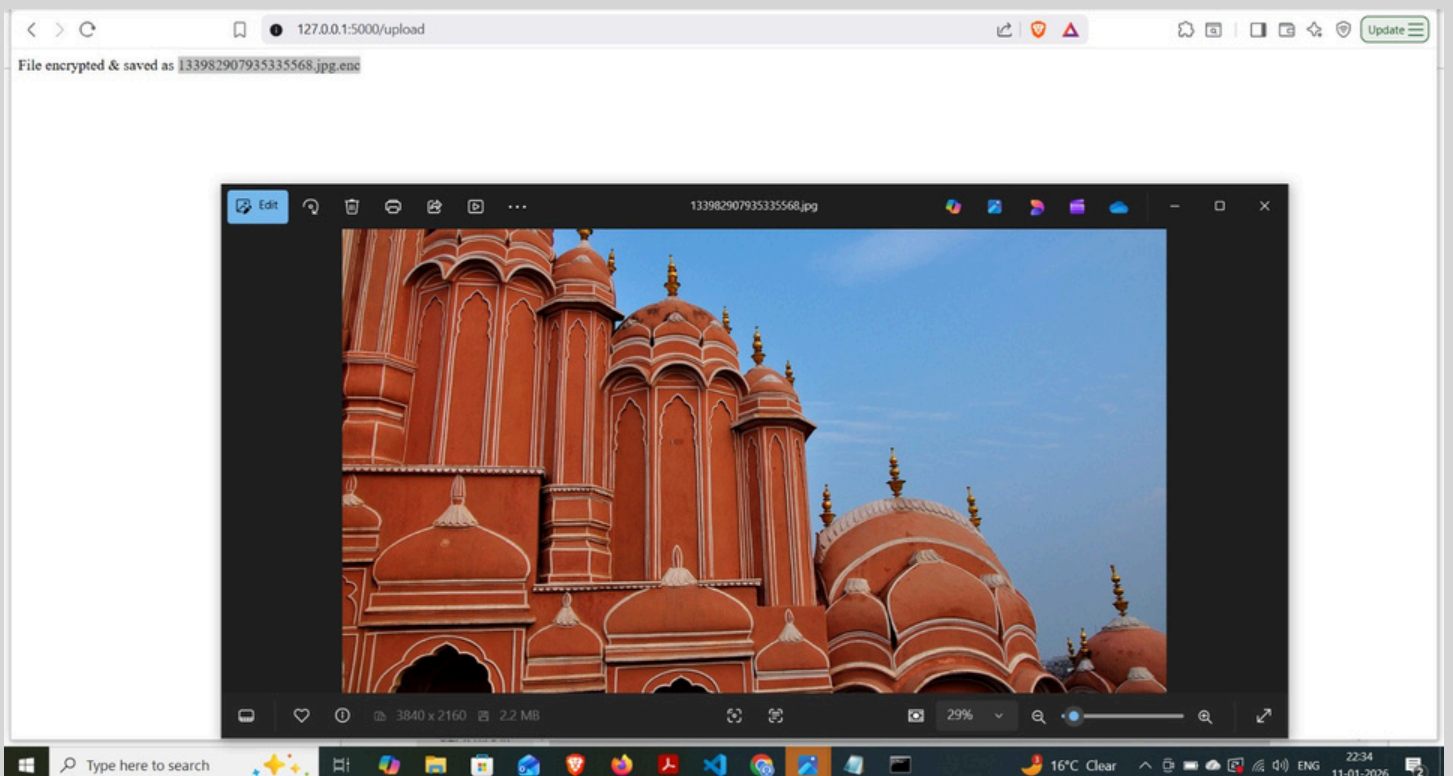 127.0.0.1:5000/upload
Update
File encrypted & saved as 133982907935335568.jpg.enc
Edit
133982907935335568.jpg
3840 x 2160
2.2 MB
29%
Type here to search
16°C Clear
ENG
22:34
11-01-2026
2